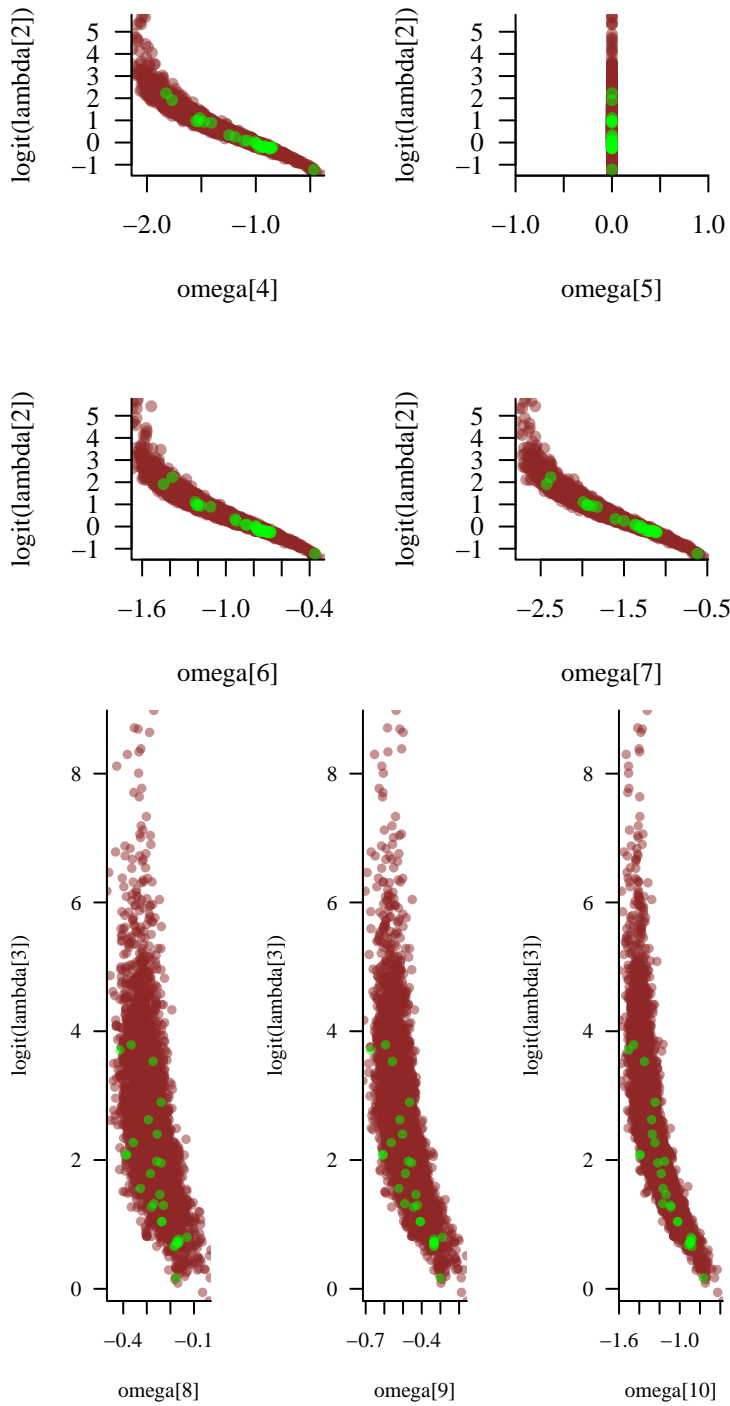 logit(lambda[2])
5
4
3
2
1
0
−1
−2.0 −1.0
omega[4]
logit(lambda[2])
5
4
3
2
1
0
−1
−1.0 0.0 1.0
omega[5]
logit(lambda[2])
5
4
3
2
1
0
−1
−1.6 −1.0 −0.4
omega[6]
logit(lambda[2])
5
4
3
2
1
0
−1
−2.5 −1.5 −0.5
omega[7]
logit(lambda[3])
8
6
4
2
0
−0.4 −0.1
omega[8]
logit(lambda[3])
8
6
4
2
0
−0.7 −0.4
omega[9]
logit(lambda[3])
8
6
4
2
0
−1.6 −1.0
omega[10]